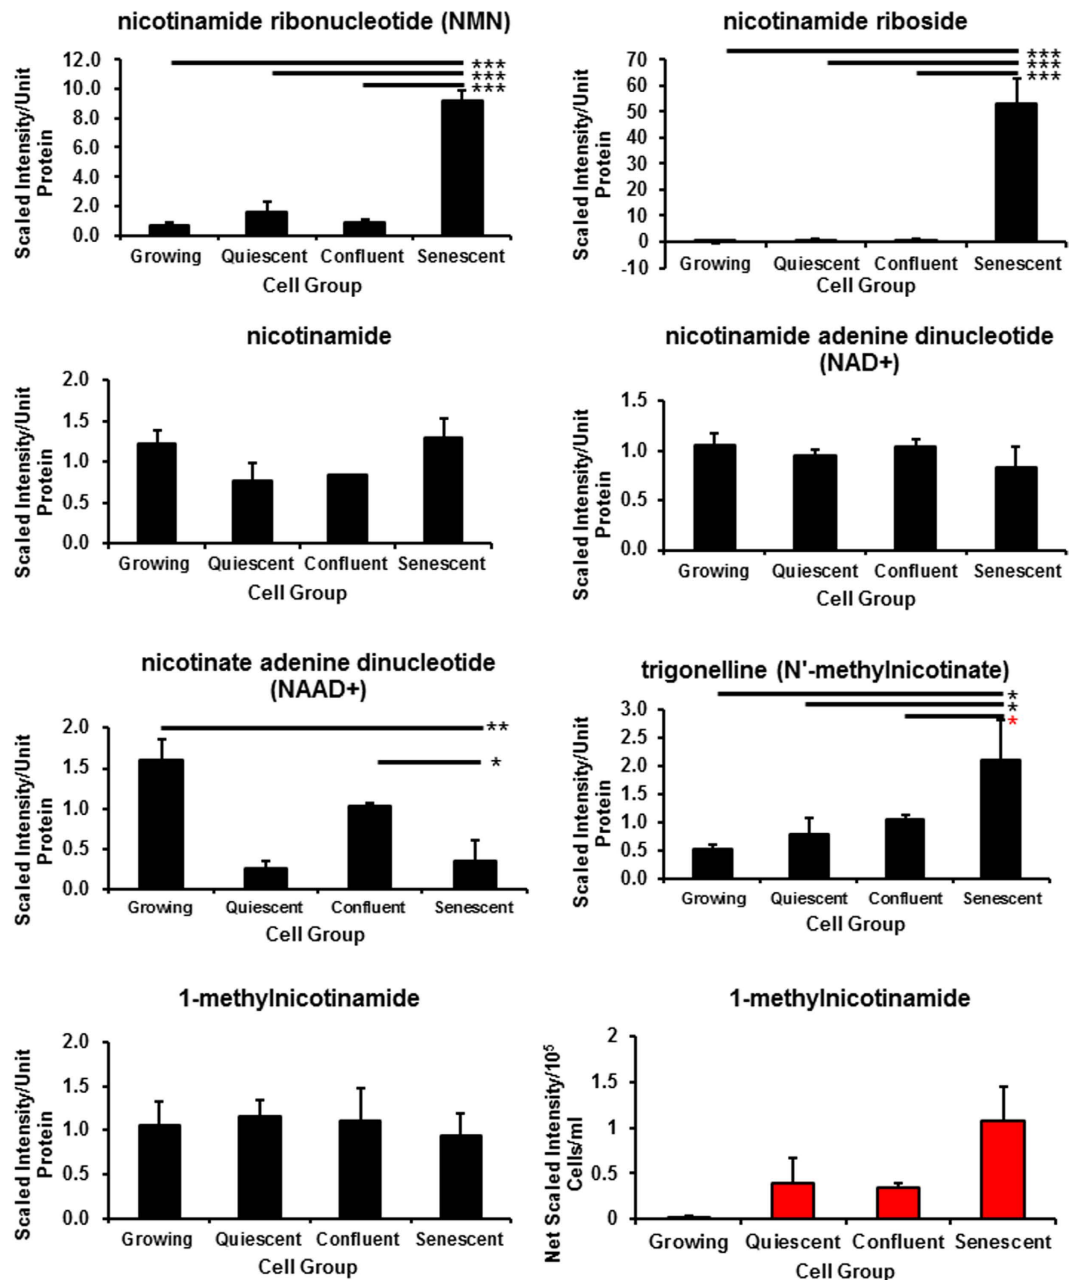 nicotinamide ribonucleotide (NMN)
Scaled Intensity/Unit
Protein
12.0
10.0
8.0
6.0
4.0
2.0
0.0
***
***
***
Growing Quiescent Confluent Senescent
Cell Group
nicotinamide riboside
Scaled Intensity/Unit
Protein
70
60
50
40
30
20
10
0
-10
***
***
***
Growing Quiescent Confluent Senescent
Cell Group
nicotinamide
Scaled Intensity/Unit
Protein
2.0
1.5
1.0
0.5
0.0
Growing Quiescent Confluent Senescent
Cell Group
nicotinamide adenine dinucleotide
(NAD+)
Scaled Intensity/Unit
Protein
1.5
1.0
0.5
0.0
Growing Quiescent Confluent Senescent
Cell Group
nicotinate adenine dinucleotide
(NAAD+)
Scaled Intensity/Unit
Protein
2.0
1.5
1.0
0.5
0.0
**
*
Growing Quiescent Confluent Senescent
Cell Group
trigonelline (N'-methylnicotinate)
Scaled Intensity/Unit
Protein
3.0
2.5
2.0
1.5
1.0
0.5
0.0
*
*
*
Growing Quiescent Confluent Senescent
Cell Group
1-methylnicotinamide
Scaled Intensity/Unit
Protein
2.0
1.5
1.0
0.5
0.0
Growing Quiescent Confluent Senescent
Cell Group
1-methylnicotinamide
Net Scaled Intensity/10⁵
Cells/ml
2
1.5
1
0.5
0
Growing Quiescent Confluent Senescent
Cell Group